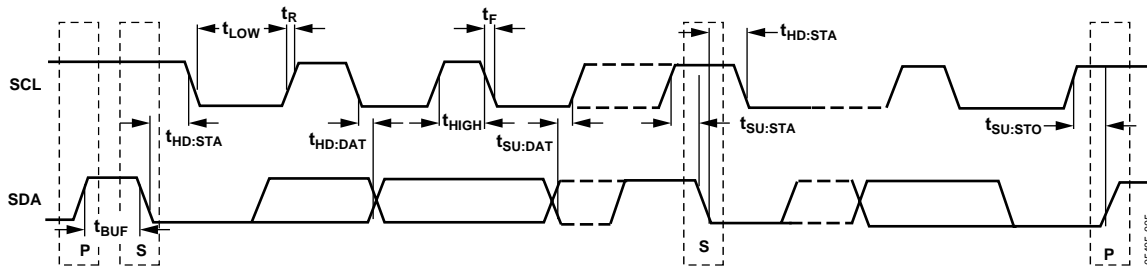 tR
tF
tLOW
tHD:STA
SCL
tHD:STA
tHD:DAT
tHIGH
tSU:DAT
tSU:STA
tSU:STO
SDA
tBUF
P
S
S
P